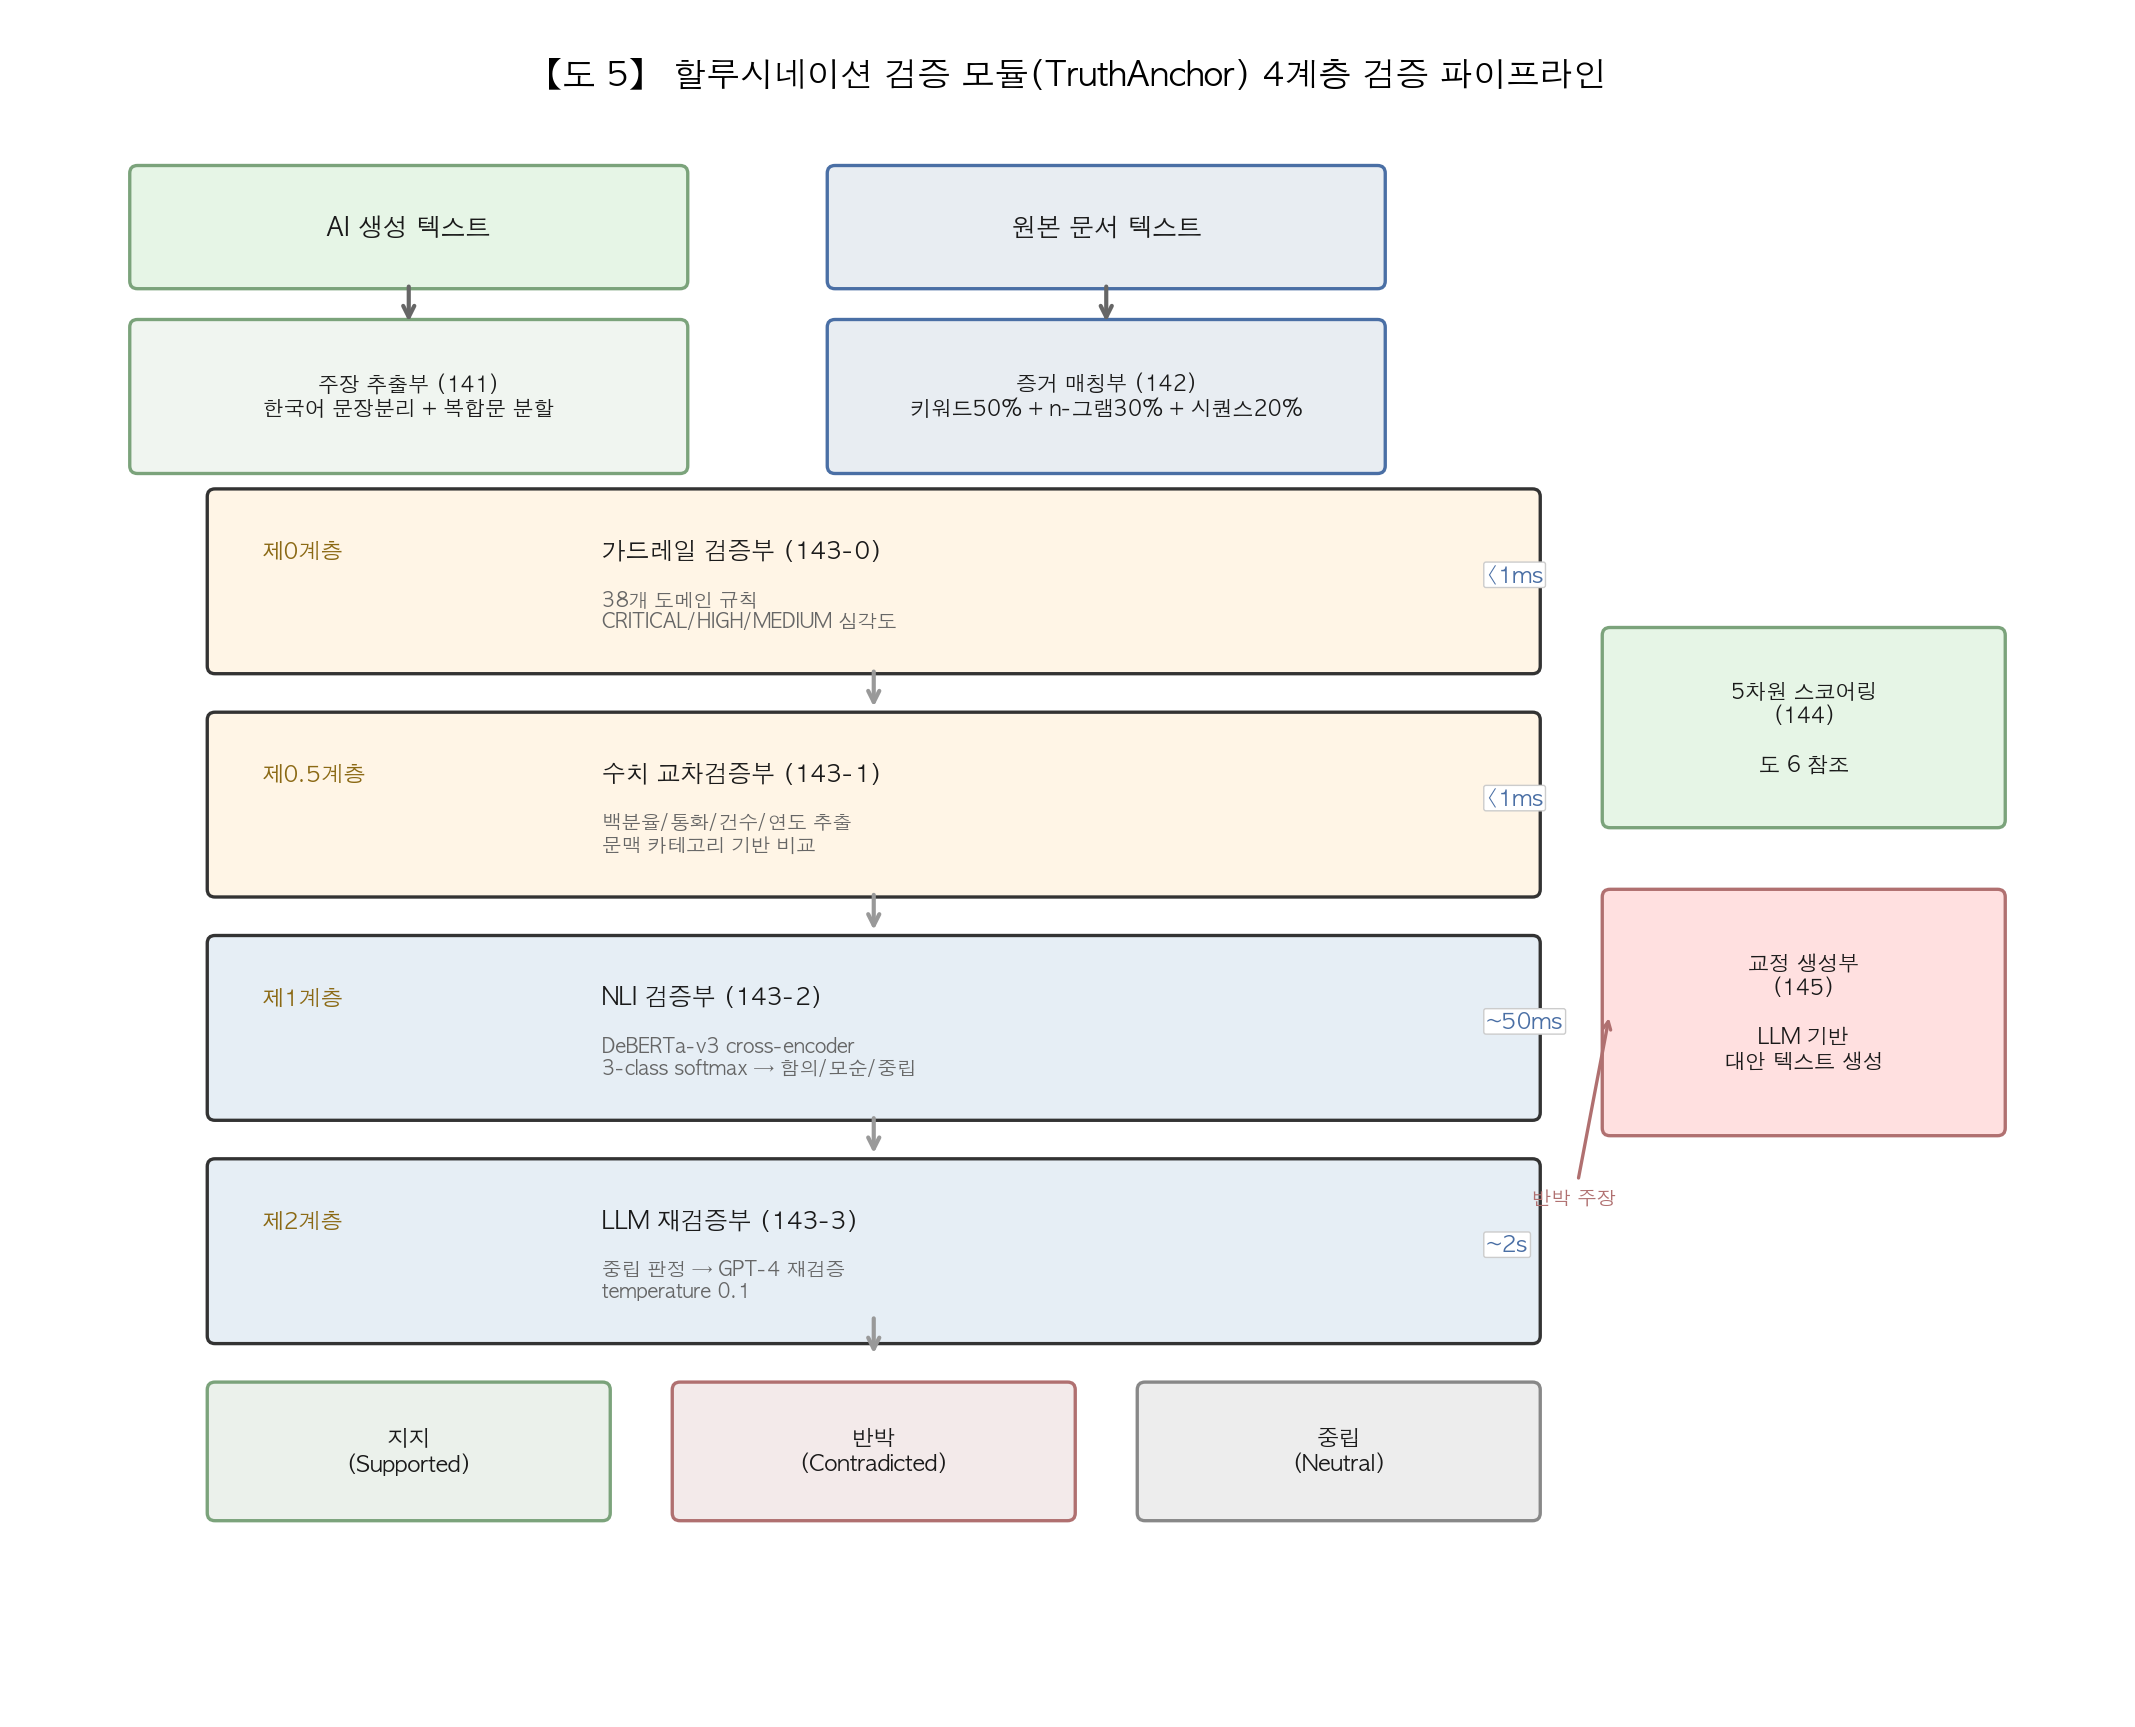 【도 5】 할루시네이션 검증 모듈(TruthAnchor) 4계층 검증 파이프라인
AI 생성 텍스트
원본 문서 텍스트
주장 추출부 (141)
한국어 문장분리 + 복합문 분할
증거 매칭부 (142)
키워드50% + n-그램30% + 시퀀스20%
제0계층
가드레일 검증부 (143-0)
38개 도메인 규칙
CRITICAL/HIGH/MEDIUM 심각도
<1ms
제0.5계층
수치 교차검증부 (143-1)
백분율/통화/건수/연도 추출
문맥 카테고리 기반 비교
<1ms
5차원 스코어링
(144)
도 6 참조
제1계층
NLI 검증부 (143-2)
DeBERTa-v3 cross-encoder
3-class softmax → 함의/모순/중립
~50ms
교정 생성부
(145)
LLM 기반
대안 텍스트 생성
반박 주장
제2계층
LLM 재검증부 (143-3)
중립 판정 → GPT-4 재검증
temperature 0.1
~2s
지지
(Supported)
반박
(Contradicted)
중립
(Neutral)